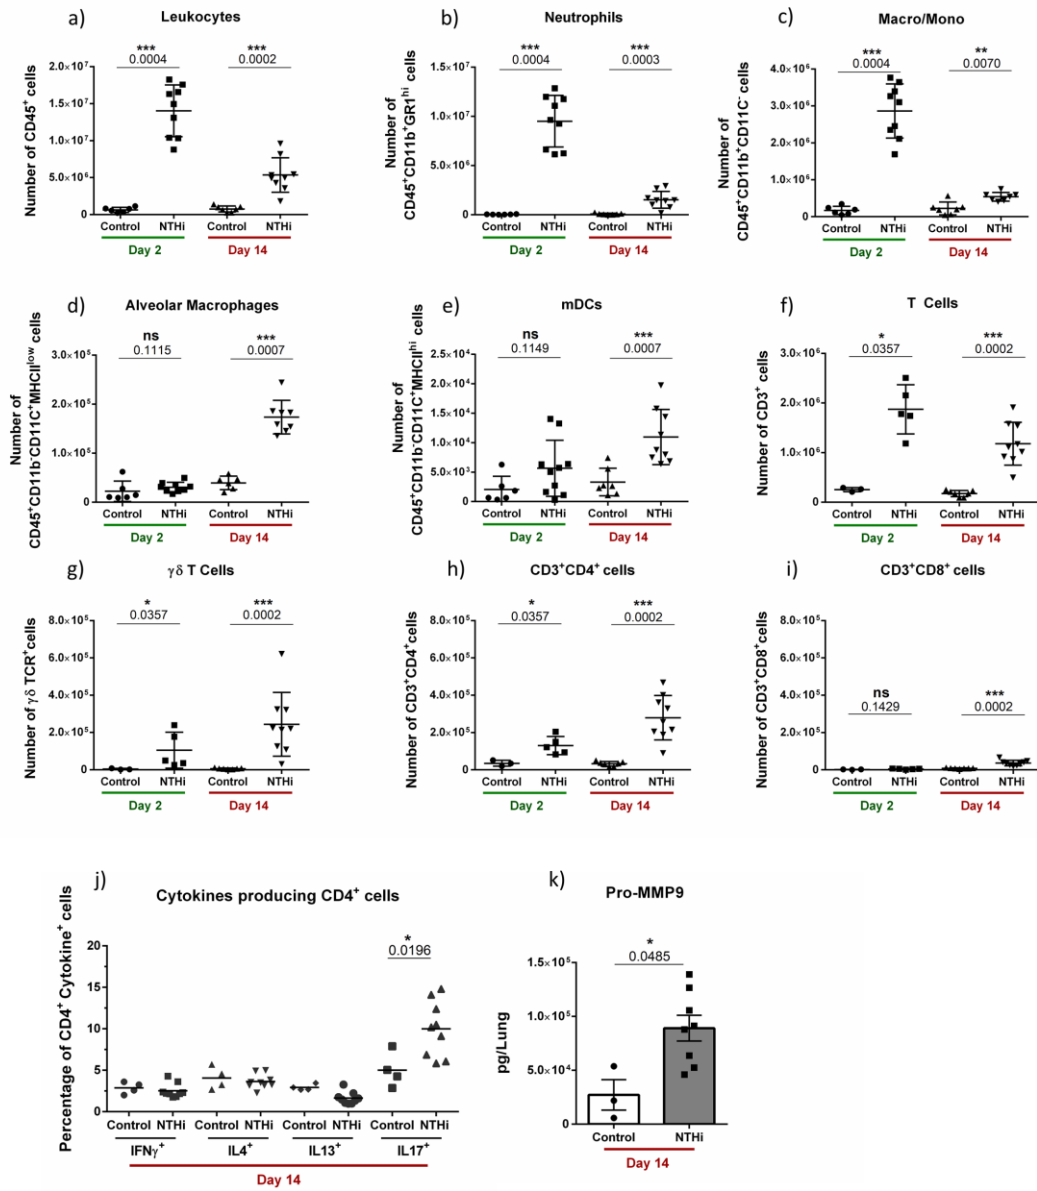 a)
Leukocytes
Number of CD45⁺ cells
***
0.0004
***
0.0002
2.0×10⁷
1.5×10⁷
1.0×10⁷
5.0×10⁶
0
Control NTHi Control NTHi
Day 2 Day 14
b)
Neutrophils
Number of
CD45⁺CD11b⁺GR1ʰⁱ cells
***
0.0004
***
0.0003
1.5×10⁷
1.0×10⁷
5.0×10⁶
0
Control NTHi Control NTHi
Day 2 Day 14
c)
Macro/Mono
Number of
CD45⁺CD11b⁺CD11C⁻ cells
***
0.0004
**
0.0070
4.0×10⁶
3.0×10⁶
2.0×10⁶
1.0×10⁶
0
Control NTHi Control NTHi
Day 2 Day 14
d)
Alveolar Macrophages
Number of
CD45⁺CD11b⁻CD11C⁺MHCIIˡᵒʷ cells
ns
0.1115
***
0.0007
3.0×10⁵
2.0×10⁵
1.0×10⁵
0
Control NTHi Control NTHi
Day 2 Day 14
e)
mDCs
Number of
CD45⁺CD11b⁻CD11C⁺MHCIIʰⁱ cells
ns
0.1149
***
0.0007
2.5×10⁴
2.0×10⁴
1.5×10⁴
1.0×10⁴
5.0×10³
0
Control NTHi Control NTHi
Day 2 Day 14
f)
T Cells
Number of CD3⁺ cells
*
0.0357
***
0.0002
3.0×10⁶
2.0×10⁶
1.0×10⁶
0
Control NTHi Control NTHi
Day 2 Day 14
g)
γδ T Cells
Number of γδ TCR⁺cells
*
0.0357
***
0.0002
8.0×10⁵
6.0×10⁵
4.0×10⁵
2.0×10⁵
0
Control NTHi Control NTHi
Day 2 Day 14
h)
CD3⁺CD4⁺ cells
Number of CD3⁺CD4⁺cells
*
0.0357
***
0.0002
8.0×10⁵
6.0×10⁵
4.0×10⁵
2.0×10⁵
0
Control NTHi Control NTHi
Day 2 Day 14
i)
CD3⁺CD8⁺ cells
Number of CD3⁺CD8⁺cells
ns
0.1429
***
0.0002
8.0×10⁵
6.0×10⁵
4.0×10⁵
2.0×10⁵
0
Control NTHi Control NTHi
Day 2 Day 14
j)
Cytokines producing CD4⁺ cells
Percentage of CD4⁺ Cytokine⁺ cells
*
0.0196
20
15
10
5
0
Control NTHi Control NTHi Control NTHi Control NTHi
IFNγ⁺ IL4⁺ IL13⁺ IL17⁺
Day 14
k)
Pro-MMP9
pg/Lung
*
0.0485
1.5×10⁵
1.0×10⁵
5.0×10⁴
0
Control NTHi
Day 14